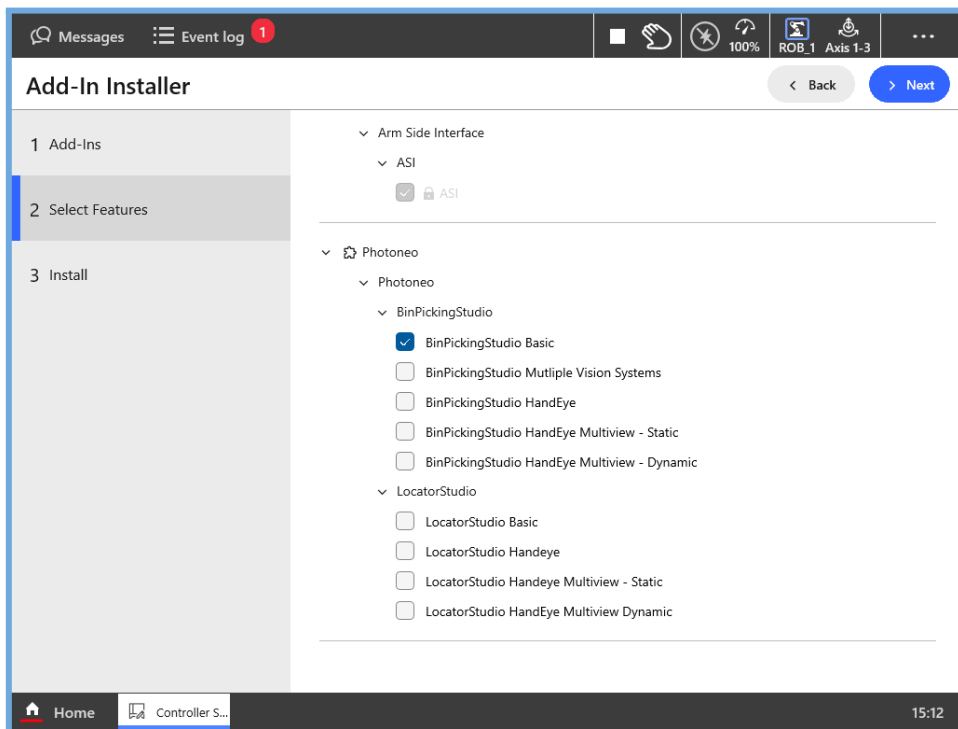 Messages Event log 1 100% ROB_1 Axis 1-3 ...
Add-In Installer < Back > Next
1 Add-Ins
2 Select Features
3 Install
Arm Side Interface
ASI
ASI
Photoneo
Photoneo
BinPickingStudio
BinPickingStudio Basic
BinPickingStudio Mutliple Vision Systems
BinPickingStudio HandEye
BinPickingStudio HandEye Multiview - Static
BinPickingStudio HandEye Multiview - Dynamic
LocatorStudio
LocatorStudio Basic
LocatorStudio Handeye
LocatorStudio Handeye Multiview - Static
LocatorStudio HandEye Multiview Dynamic
Home Controller S... 15:12